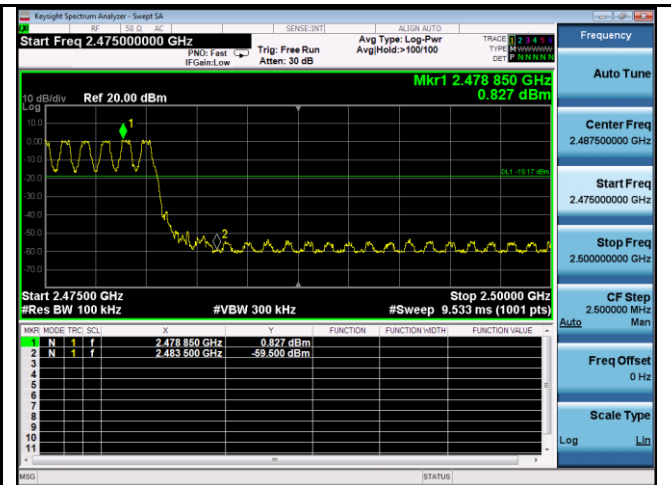 Keysight Spectrum Analyzer - Swept SA
RF 50 Ω AC SENSE:INT ALIGN AUTO
Start Freq 2.475000000 GHz
PNO: Fast
IFGain:Low
Trig: Free Run
Atten: 30 dB
Avg Type: Log-Pwr
Avg|Hold:>100/100
TRACE 1 2 3 4 5 6
TYPE M WWWWW
DET P N N N N N
Mkr1 2.478 850 GHz
0.827 dBm
10 dB/div Ref 20.00 dBm
Log
10.0
0.00
-10.0
-20.0
-30.0
-40.0
-50.0
-60.0
-70.0
1
2
DL1 -19.17 dBm
Start 2.47500 GHz Stop 2.50000 GHz
#Res BW 100 kHz #VBW 300 kHz #Sweep 9.533 ms (1001 pts)
MKR MODE TRC SCL X Y FUNCTION FUNCTION WIDTH FUNCTION VALUE
1 N 1 f 2.478 850 GHz 0.827 dBm
2 N 1 f 2.483 500 GHz -59.500 dBm
3
4
5
6
7
8
9
10
11
MSG STATUS
Frequency
Auto Tune
Center Freq
2.487500000 GHz
Start Freq
2.475000000 GHz
Stop Freq
2.500000000 GHz
CF Step
2.500000 MHz
Auto Man
Freq Offset
0 Hz
Scale Type
Log Lin